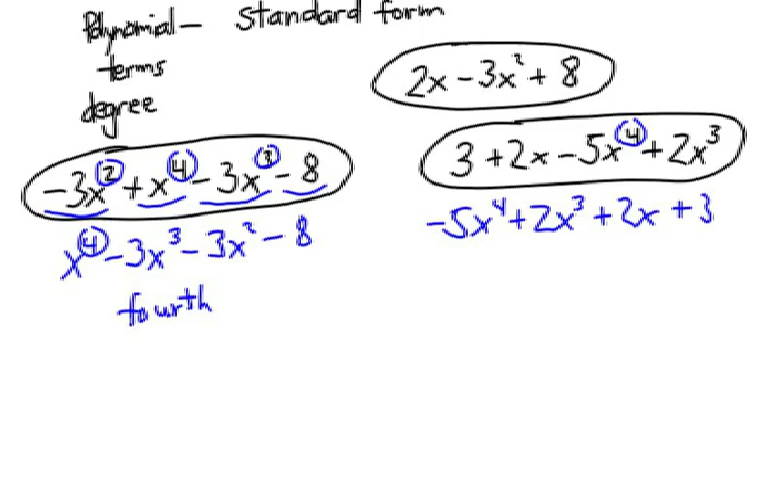 Polynomial – Standard form
terms
degree
2x – 3x² + 8
-3x² + x⁴ - 3x³ - 8
3 + 2x - 5x⁴ + 2x³
x⁴ - 3x³ - 3x² - 8
-5x⁴ + 2x³ + 2x + 3
fourth